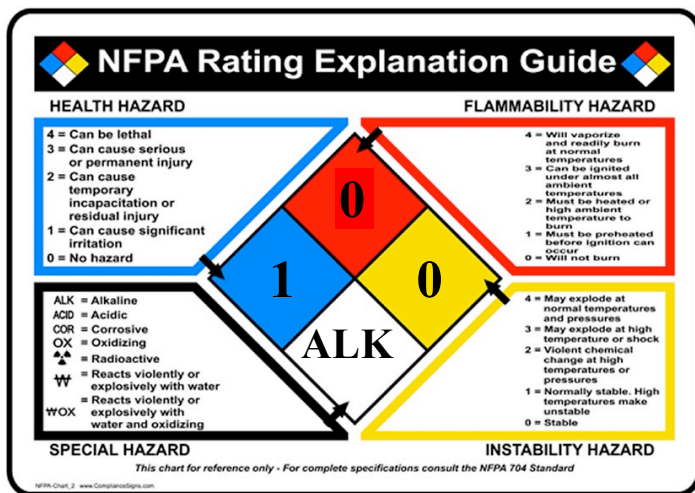 NFPA Rating Explanation Guide
HEALTH HAZARD
4 = Can be lethal
3 = Can cause serious
or permanent injury
2 = Can cause
temporary
incapacitation or
residual injury
1 = Can cause significant
irritation
0 = No hazard
FLAMMABILITY HAZARD
4 = Will vaporize
and readily burn
at normal
temperatures
3 = Can be ignited
under almost all
ambient
temperatures
2 = Must be heated or
high ambient
temperature to
burn
1 = Must be preheated
before ignition can
occur
0 = Will not burn
0
1
0
ALK
ALK = Alkaline
ACID = Acidic
COR = Corrosive
OX = Oxidizing
= Radioactive
W = Reacts violently or
explosively with water
WOX = Reacts violently or
explosively with
water and oxidizing
SPECIAL HAZARD
4 = May explode at
normal temperatures
and pressures
3 = May explode at high
temperature or shock
2 = Violent chemical
change at high
temperatures or
pressures
1 = Normally stable. High
temperatures make
unstable
0 = Stable
INSTABILITY HAZARD
This chart for reference only - For complete specifications consult the NFPA 704 Standard
NFPA-Chart_2 www.ComplianceSigns.com